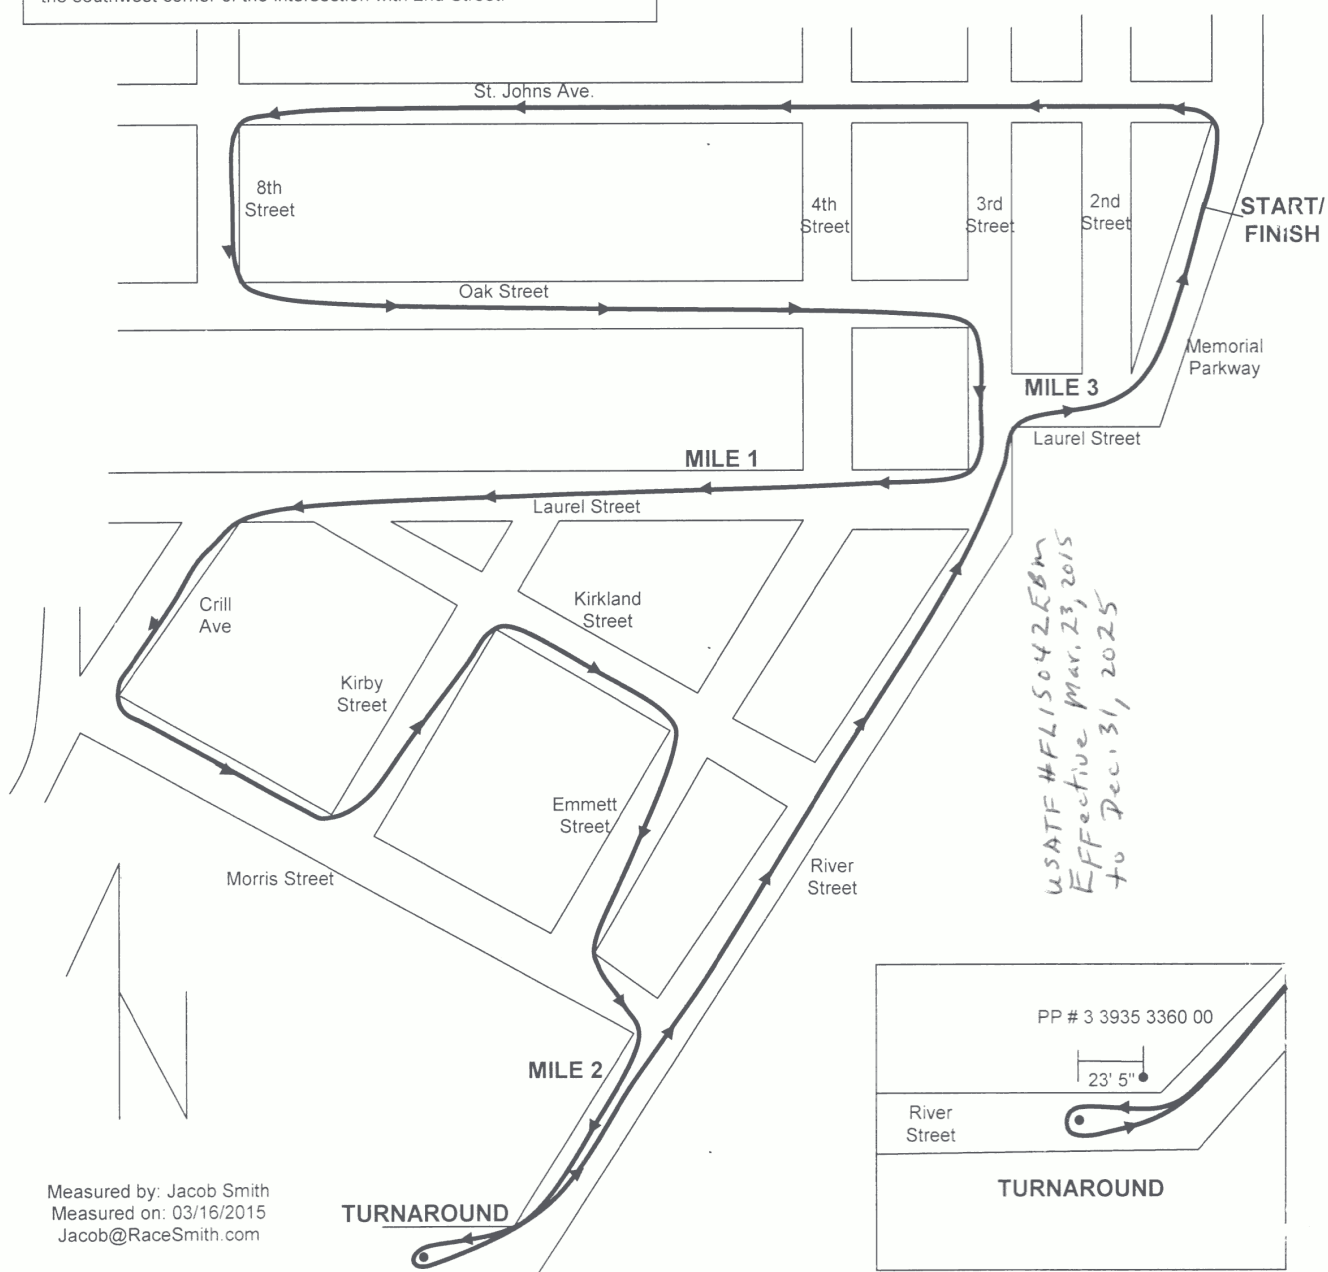 the southwest corner of the intersection with 2nd Street.
St. Johns Ave.
8th
Street
4th
Street
3rd
Street
2nd
Street
START/
FINISH
Oak Street
Memorial
Parkway
MILE 3
Laurel Street
MILE 1
Laurel Street
Crill
Ave
Kirkland
Street
Kirby
Street
USATF #FL15042EBM
Effective Mar. 23, 2015
to Dec. 31, 2025
Emmett
Street
River
Street
Morris Street
PP # 3 3935 3360 00
23' 5"
River
Street
TURNAROUND
MILE 2
Measured by: Jacob Smith
Measured on: 03/16/2015
Jacob@RaceSmith.com
TURNAROUND